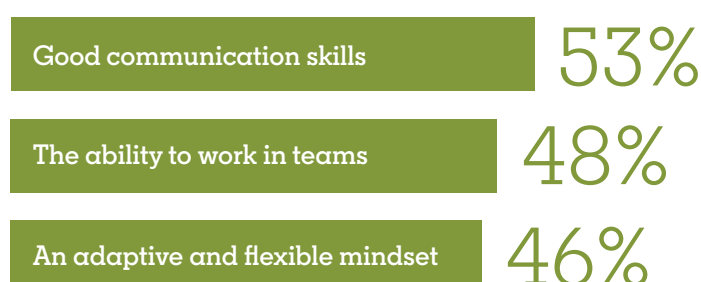 Good communication skills 53%
The ability to work in teams 48%
An adaptive and flexible mindset 46%